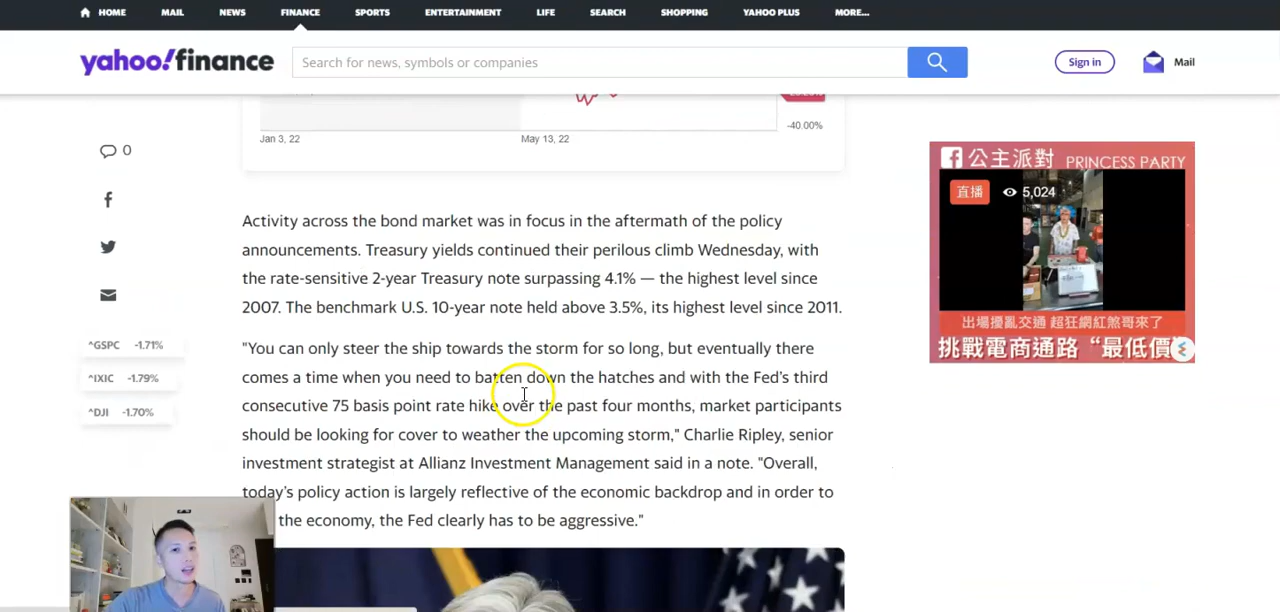 HOME MAIL NEWS FINANCE SPORTS ENTERTAINMENT LIFE SEARCH SHOPPING YAHOO PLUS MORE...
yahoo!finance
Search for news, symbols or companies
Sign in
Mail
-40.00%
Jan 3, 22
May 13, 22
0
^GSPC -1.71%
^IXIC -1.79%
^DJI -1.70%
Activity across the bond market was in focus in the aftermath of the policy
announcements. Treasury yields continued their perilous climb Wednesday, with
the rate-sensitive 2-year Treasury note surpassing 4.1% — the highest level since
2007. The benchmark U.S. 10-year note held above 3.5%, its highest level since 2011.
"You can only steer the ship towards the storm for so long, but eventually there
comes a time when you need to batten down the hatches and with the Fed's third
consecutive 75 basis point rate hike over the past four months, market participants
should be looking for cover to weather the upcoming storm," Charlie Ripley, senior
investment strategist at Allianz Investment Management said in a note. "Overall,
today's policy action is largely reflective of the economic backdrop and in order to
the economy, the Fed clearly has to be aggressive."
公主派對 PRINCESS PARTY
直播 5,024
出場擾亂交通 超狂網紅煞哥來了
挑戰電商通路“最低價